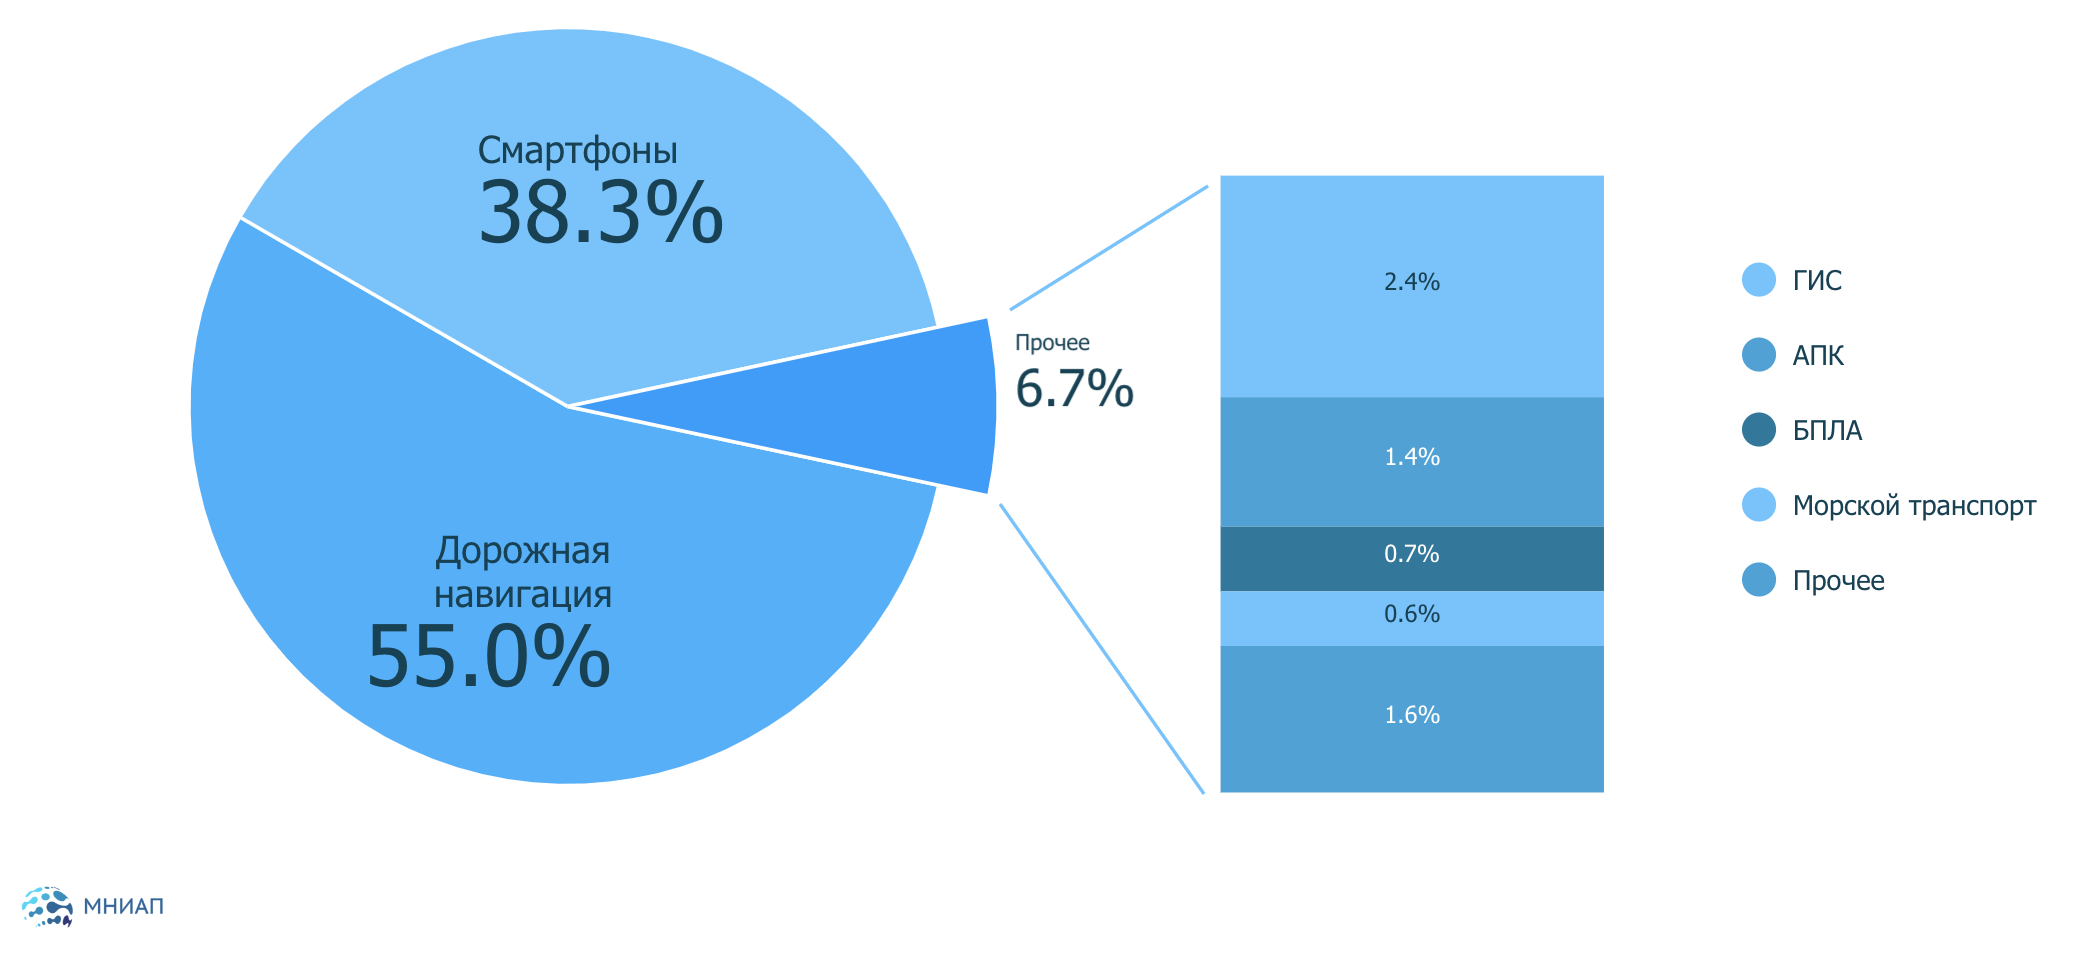 Смартфоны
38.3%
Прочее
6.7%
Дорожная
навигация
55.0%
2.4%
1.4%
0.7%
0.6%
1.6%
ГИС
АПК
БПЛА
Морской транспорт
Прочее
МНИАП